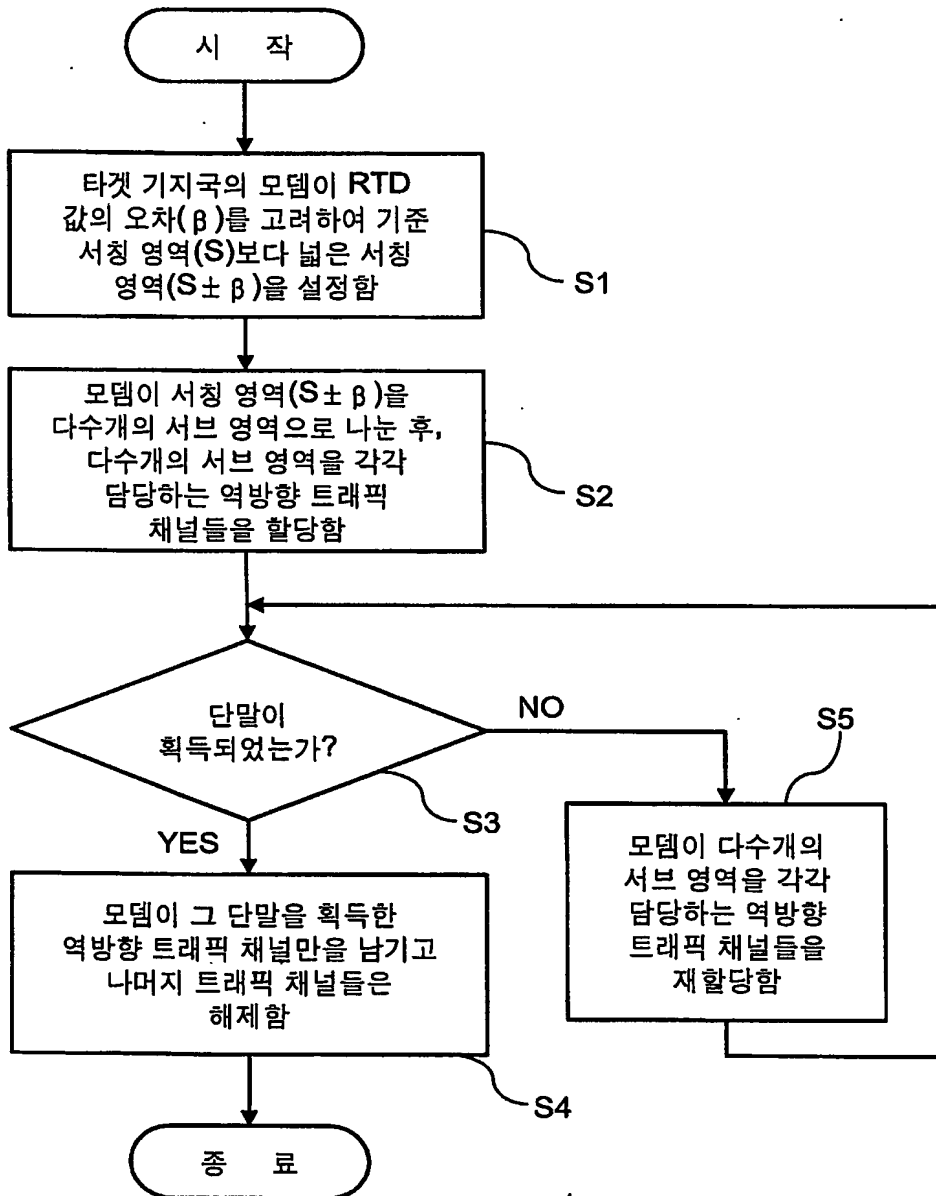 시 작
타겟 기지국의 모뎀이 RTD
값의 오차(β)를 고려하여 기준
서칭 영역(S)보다 넓은 서칭
영역(S± β)을 설정함
S1
모뎀이 서칭 영역(S± β)을
다수개의 서브 영역으로 나눈 후,
다수개의 서브 영역을 각각
담당하는 역방향 트래픽
채널들을 할당함
S2
단말이
획득되었는가?
S3
NO
YES
S5
모뎀이 다수개의
서브 영역을 각각
담당하는 역방향
트래픽 채널들을
재할당함
모뎀이 그 단말을 획득한
역방향 트래픽 채널만을 남기고
나머지 트래픽 채널들은
해제함
S4
종 료